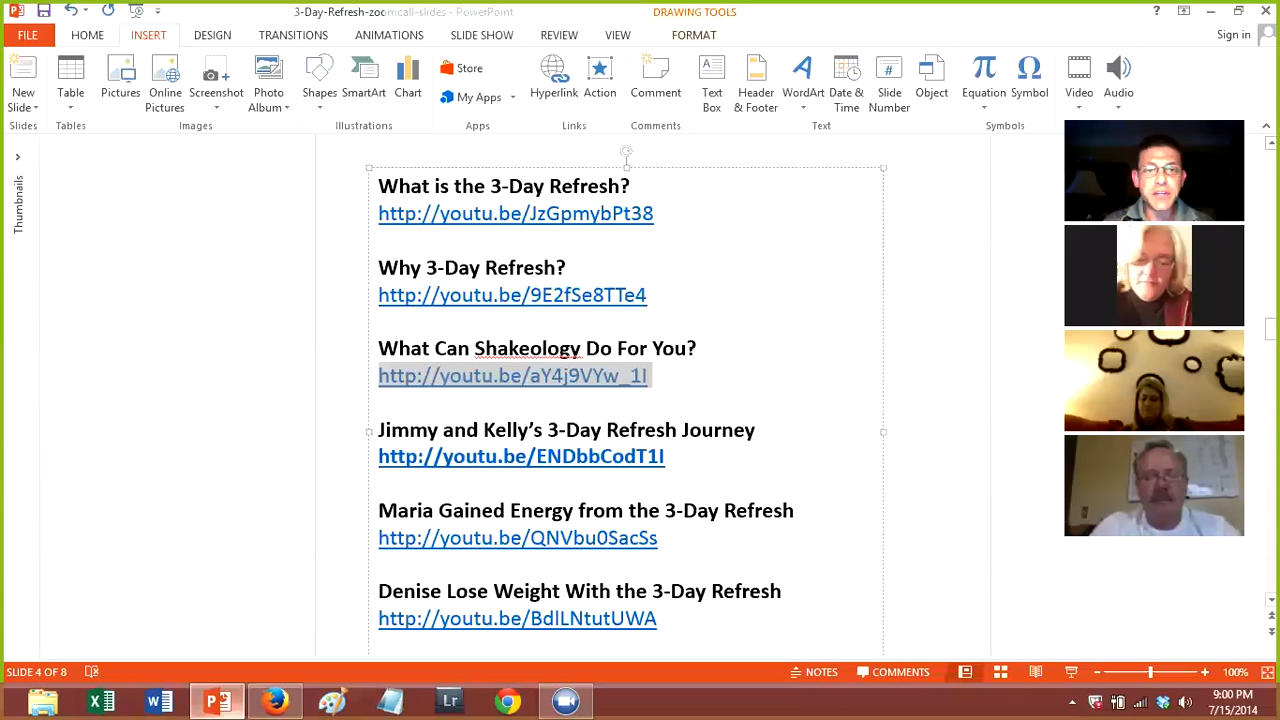 3-Day-Refresh-zoomcall-slides - PowerPoint
DRAWING TOOLS
?
FILE
HOME
INSERT
DESIGN
TRANSITIONS
ANIMATIONS
SLIDE SHOW
REVIEW
VIEW
FORMAT
Sign in
New Slide
Table
Pictures
Online Pictures
Screenshot
Photo Album
Shapes
SmartArt
Chart
Store
My Apps
Hyperlink
Action
Comment
Text Box
Header & Footer
WordArt
Date & Time
Slide Number
Object
Equation
Symbol
Video
Audio
Slides
Tables
Images
Illustrations
Apps
Links
Comments
Text
Symbols
Media
Thumbnails
What is the 3-Day Refresh?
http://youtu.be/JzGpmybPt38
Why 3-Day Refresh?
http://youtu.be/9E2fSe8TTe4
What Can Shakeology Do For You?
http://youtu.be/aY4j9VYw_1I
Jimmy and Kelly’s 3-Day Refresh Journey
http://youtu.be/ENDbbCodT1I
Maria Gained Energy from the 3-Day Refresh
http://youtu.be/QNVbu0SacSs
Denise Lose Weight With the 3-Day Refresh
http://youtu.be/BdlLNtutUWA
SLIDE 4 OF 8
NOTES
COMMENTS
100%
Lr
9:00 PM
7/15/2014